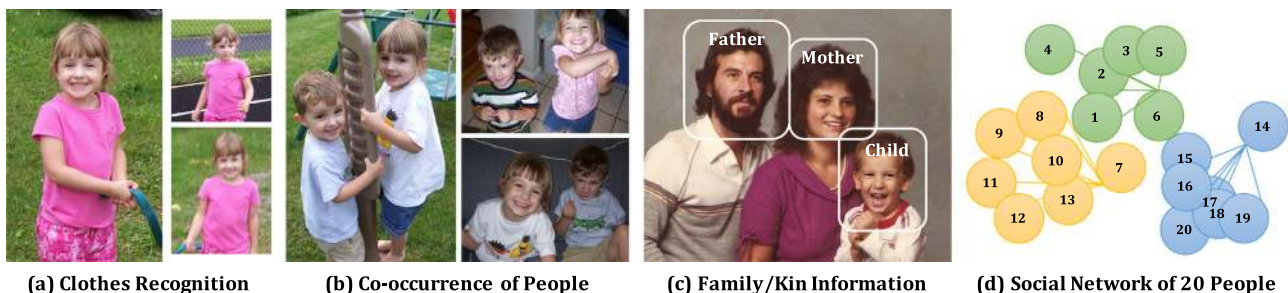 Father
Mother
Child
4
3
5
2
1
6
9
8
10
7
11
12
13
14
15
16
17
18
19
20
(a) Clothes Recognition
(b) Co-occurrence of People
(c) Family/Kin Information
(d) Social Network of 20 People